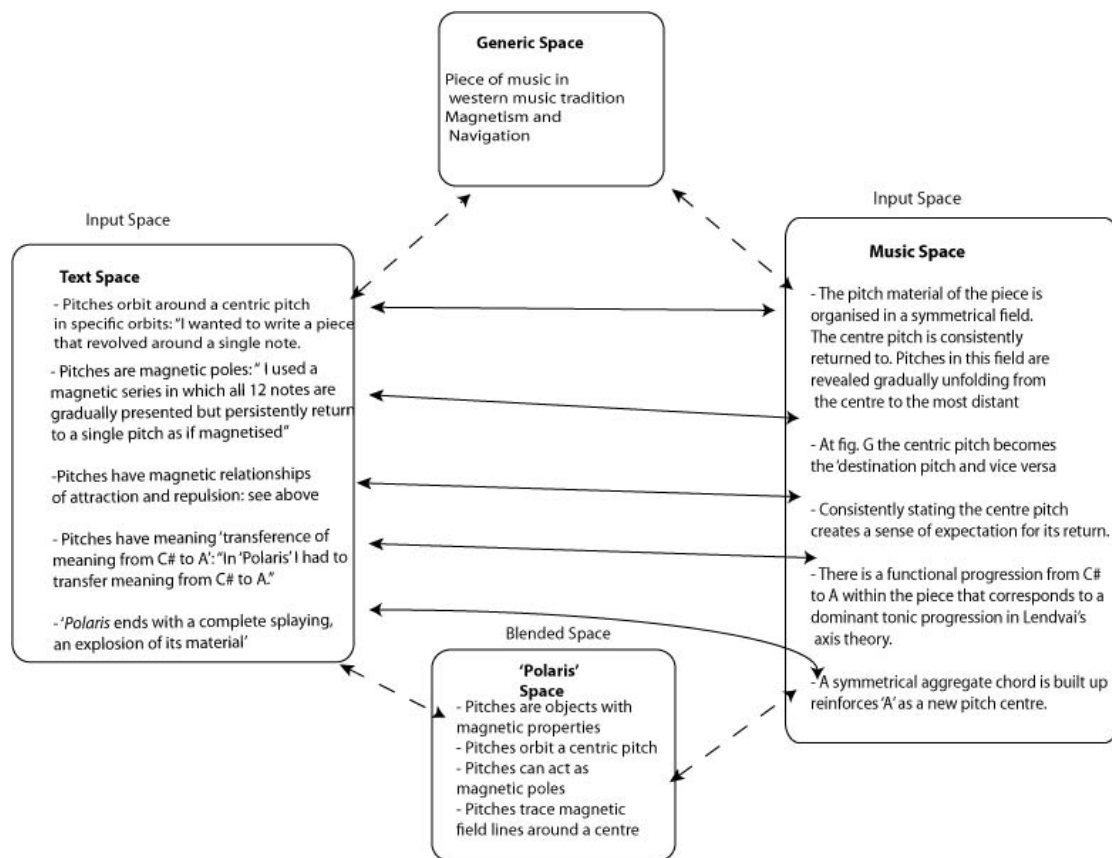 Generic Space
Piece of music in
western music tradition
Magnetism and
Navigation
Input Space
Text Space
- Pitches orbit around a centric pitch
in specific orbits: "I wanted to write a piece
that revolved around a single note.
- Pitches are magnetic poles: " I used a
magnetic series in which all 12 notes are
gradually presented but persistently return
to a single pitch as if magnetised"
-Pitches have magnetic relationships
of attraction and repulsion: see above
- Pitches have meaning 'transference of
meaning from C# to A': "In 'Polaris' I had to
transfer meaning from C# to A."
- 'Polaris ends with a complete splaying,
an explosion of its material'
Input Space
Music Space
- The pitch material of the piece is
organised in a symmetrical field.
The centre pitch is consistently
returned to. Pitches in this field are
revealed gradually unfolding from
the centre to the most distant
- At fig. G the centric pitch becomes
the 'destination pitch and vice versa
- Consistently stating the centre pitch
creates a sense of expectation for its return.
- There is a functional progression from C#
to A within the piece that corresponds to a
dominant tonic progression in Lendvai's
axis theory.
- A symmetrical aggregate chord is built up
reinforces 'A' as a new pitch centre.
Blended Space
'Polaris'
Space
- Pitches are objects with
magnetic properties
- Pitches orbit a centric pitch
- Pitches can act as
magnetic poles
- Pitches trace magnetic
field lines around a centre